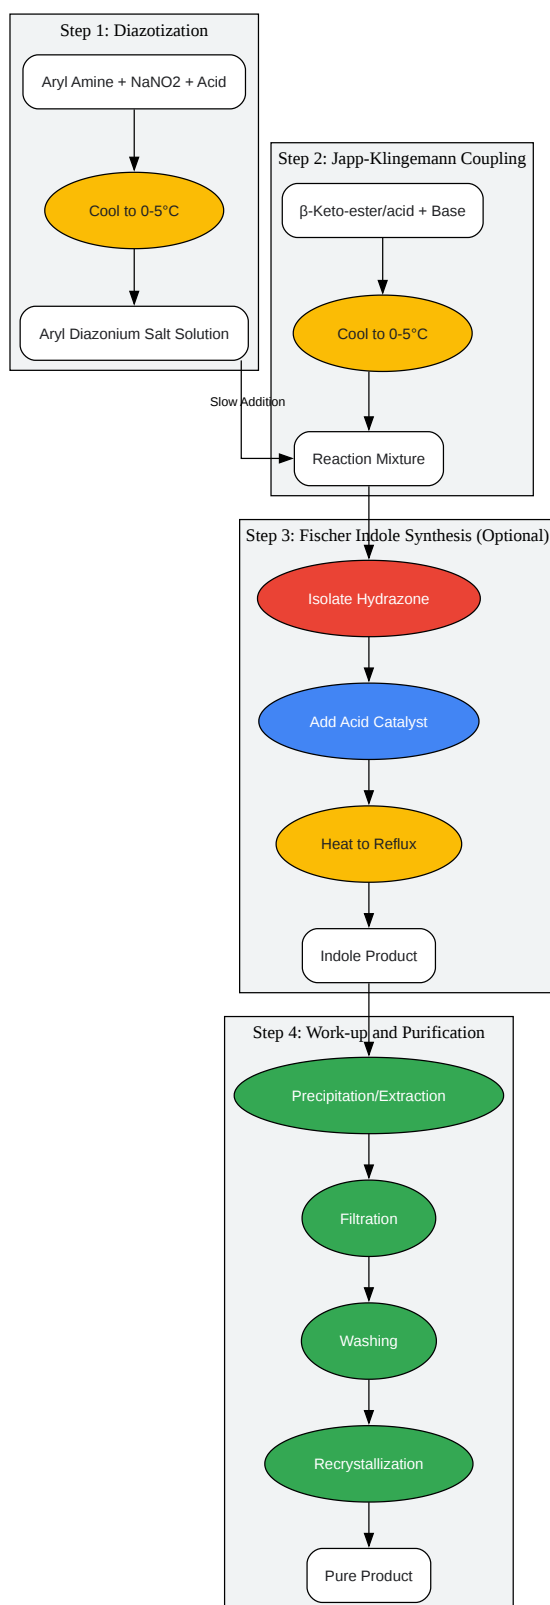 Step 1: Diazotization
Aryl Amine + NaNO2 + Acid
Cool to 0-5°C
Aryl Diazonium Salt Solution
Slow Addition
Step 2: Japp-Klingemann Coupling
β-Keto-ester/acid + Base
Cool to 0-5°C
Reaction Mixture
Step 3: Fischer Indole Synthesis (Optional)
Isolate Hydrazone
Add Acid Catalyst
Heat to Reflux
Indole Product
Step 4: Work-up and Purification
Precipitation/Extraction
Filtration
Washing
Recrystallization
Pure Product